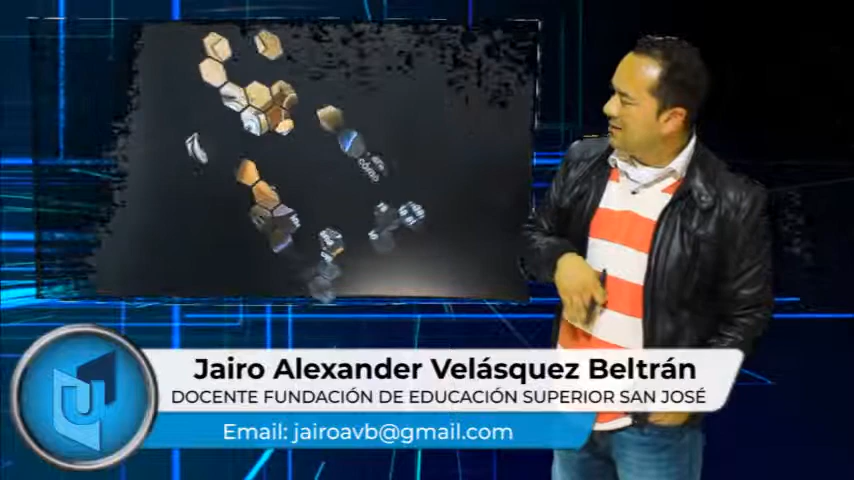 Jairo Alexander Velásquez Beltrán
DOCENTE FUNDACIÓN DE EDUCACIÓN SUPERIOR SAN JOSÉ
Email: jairoavb@gmail.com